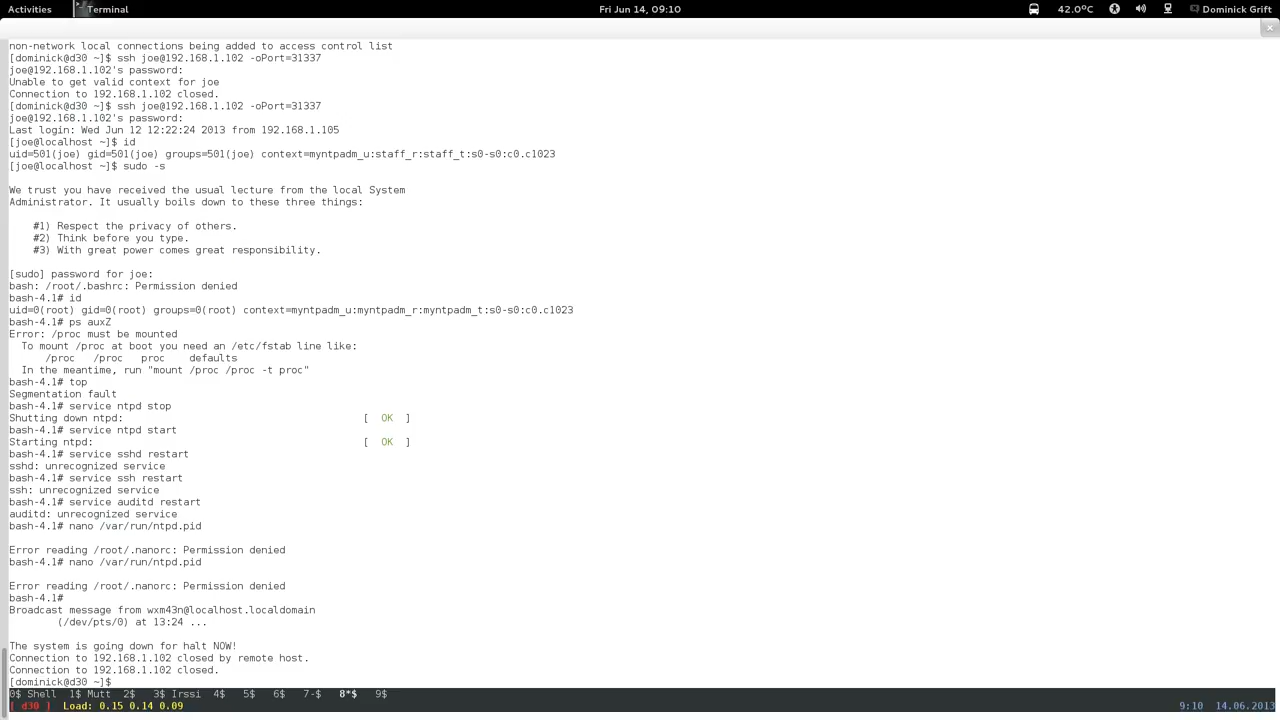 Activities Terminal Fri Jun 14, 09:10 42.0ºC Dominick Grift
non-network local connections being added to access control list
[dominick@d30 ~]$ ssh joe@192.168.1.102 -oPort=31337
joe@192.168.1.102's password:
Unable to get valid context for joe
Connection to 192.168.1.102 closed.
[dominick@d30 ~]$ ssh joe@192.168.1.102 -oPort=31337
joe@192.168.1.102's password:
Last login: Wed Jun 12 12:22:24 2013 from 192.168.1.105
[joe@localhost ~]$ id
uid=501(joe) gid=501(joe) groups=501(joe) context=myntpadm_u:staff_r:staff_t:s0-s0:c0.c1023
[joe@localhost ~]$ sudo -s
We trust you have received the usual lecture from the local System
Administrator. It usually boils down to these three things:
#1) Respect the privacy of others.
#2) Think before you type.
#3) With great power comes great responsibility.
[sudo] password for joe:
bash: /root/.bashrc: Permission denied
bash-4.1# id
uid=0(root) gid=0(root) groups=0(root) context=myntpadm_u:myntpadm_r:myntpadm_t:s0-s0:c0.c1023
bash-4.1# ps auxZ
Error: /proc must be mounted
To mount /proc at boot you need an /etc/fstab line like:
/proc /proc proc defaults
In the meantime, run "mount /proc /proc -t proc"
bash-4.1# top
Segmentation fault
bash-4.1# service ntpd stop
Shutting down ntpd: [ OK ]
bash-4.1# service ntpd start
Starting ntpd: [ OK ]
bash-4.1# service sshd restart
sshd: unrecognized service
bash-4.1# service ssh restart
ssh: unrecognized service
bash-4.1# service auditd restart
auditd: unrecognized service
bash-4.1# nano /var/run/ntpd.pid
Error reading /root/.nanorc: Permission denied
bash-4.1# nano /var/run/ntpd.pid
Error reading /root/.nanorc: Permission denied
bash-4.1#
Broadcast message from wxm43n@localhost.localdomain
(/dev/pts/0) at 13:24 ...
The system is going down for halt NOW!
Connection to 192.168.1.102 closed by remote host.
Connection to 192.168.1.102 closed.
[dominick@d30 ~]$
0$ Shell 1$ Mutt 2$ 3$ Irssi 4$ 5$ 6$ 7-$ 8*$ 9$
[ d30 ] Load: 0.15 0.14 0.09 9:10 14.06.2013